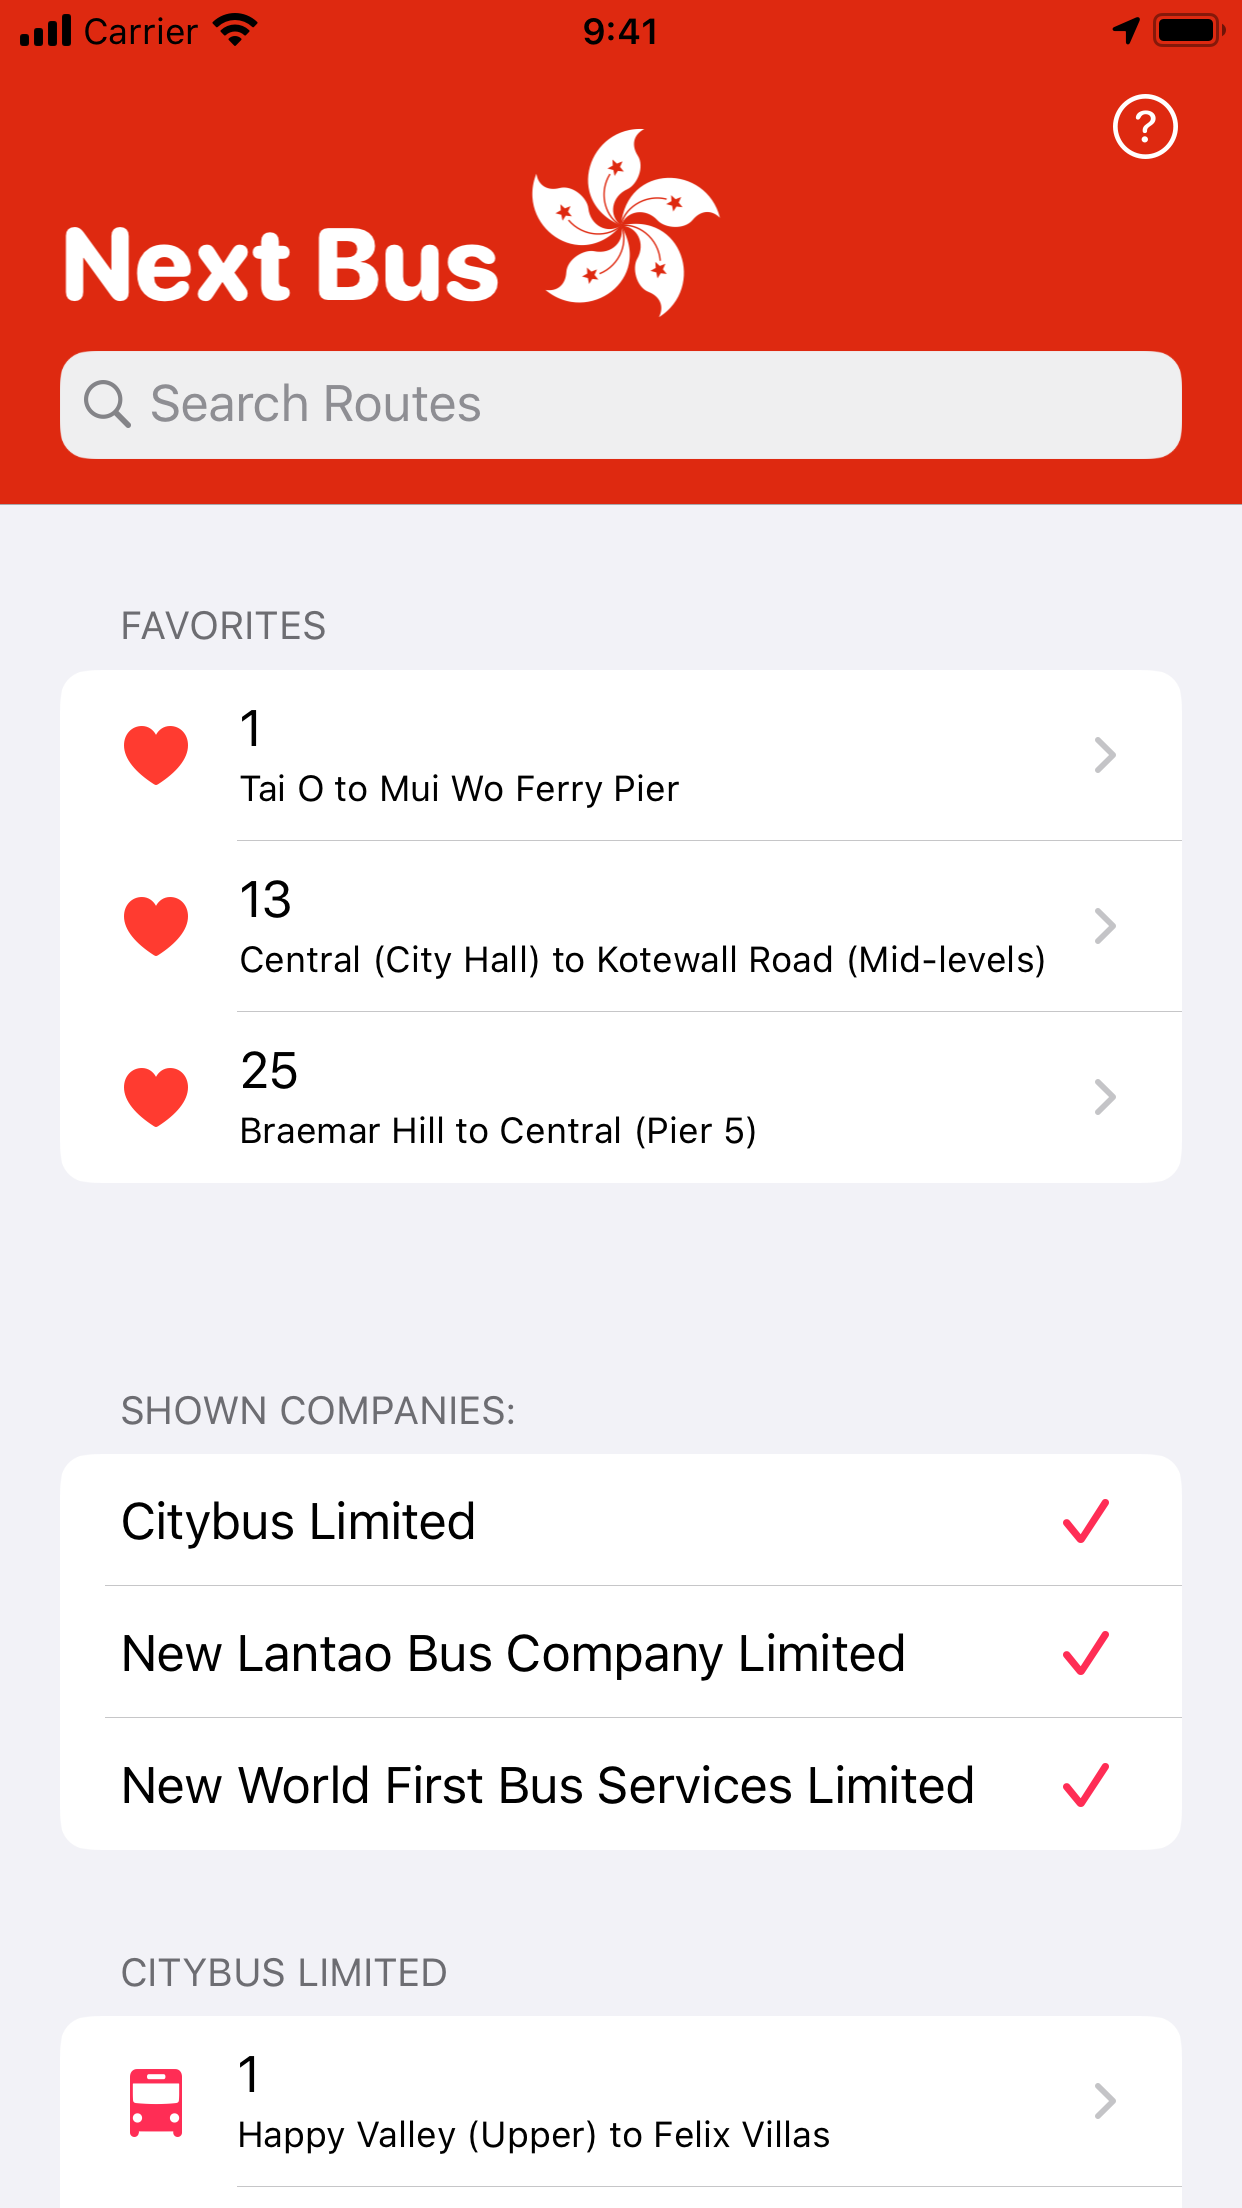 Carrier
9:41
?
Next Bus
Search Routes
FAVORITES
1
Tai O to Mui Wo Ferry Pier
13
Central (City Hall) to Kotewall Road (Mid-levels)
25
Braemar Hill to Central (Pier 5)
SHOWN COMPANIES:
Citybus Limited
New Lantao Bus Company Limited
New World First Bus Services Limited
CITYBUS LIMITED
1
Happy Valley (Upper) to Felix Villas